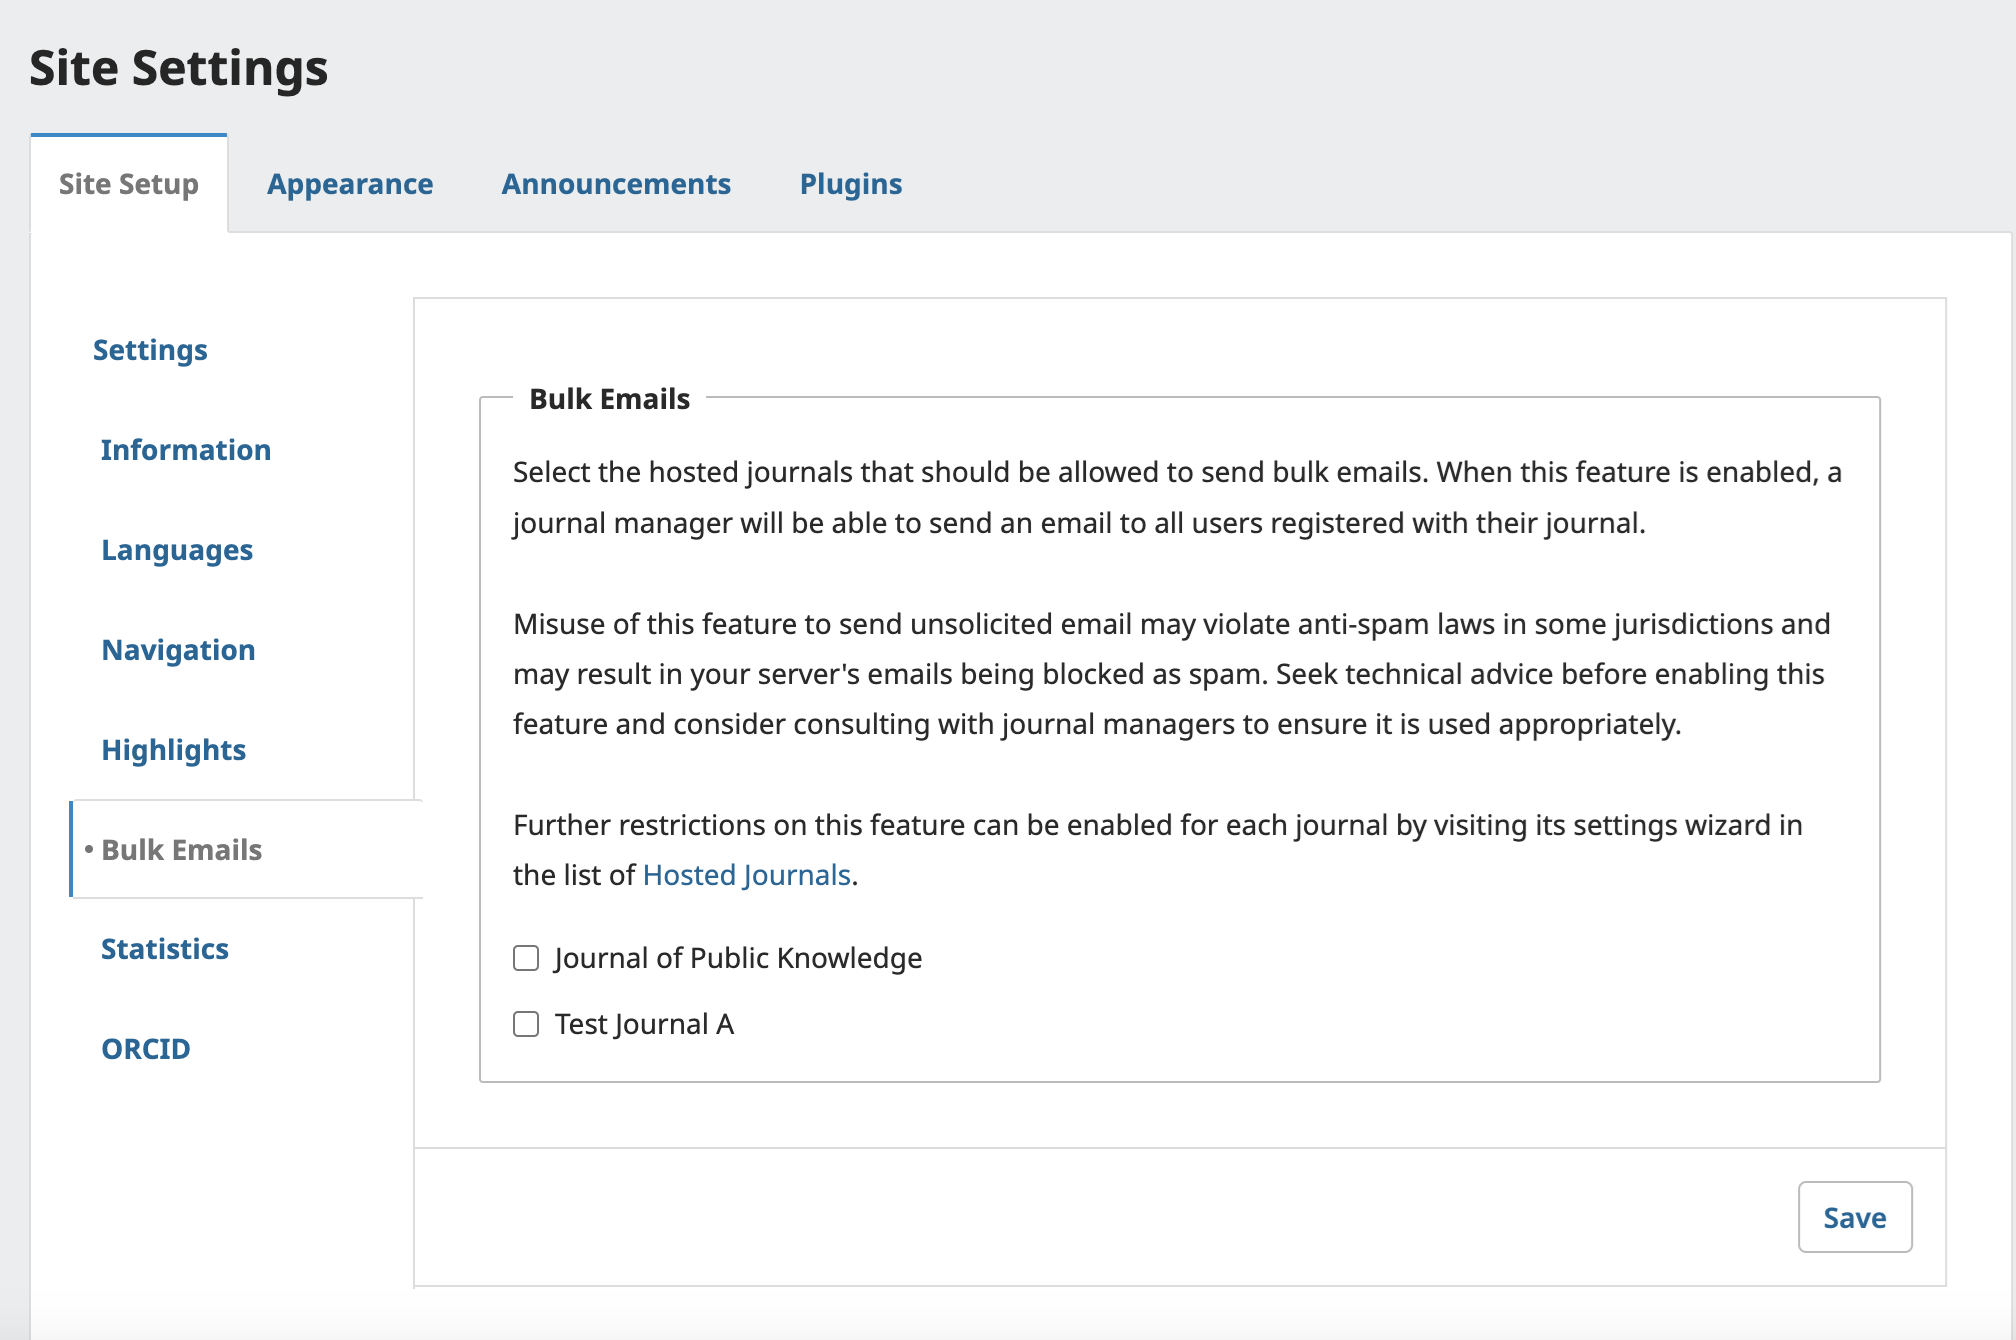 Site Settings
Site Setup
Appearance
Announcements
Plugins
Settings
Information
Languages
Navigation
Highlights
• Bulk Emails
Statistics
ORCID
Bulk Emails
Select the hosted journals that should be allowed to send bulk emails. When this feature is enabled, a
journal manager will be able to send an email to all users registered with their journal.
Misuse of this feature to send unsolicited email may violate anti-spam laws in some jurisdictions and
may result in your server's emails being blocked as spam. Seek technical advice before enabling this
feature and consider consulting with journal managers to ensure it is used appropriately.
Further restrictions on this feature can be enabled for each journal by visiting its settings wizard in
the list of Hosted Journals.
Journal of Public Knowledge
Test Journal A
Save